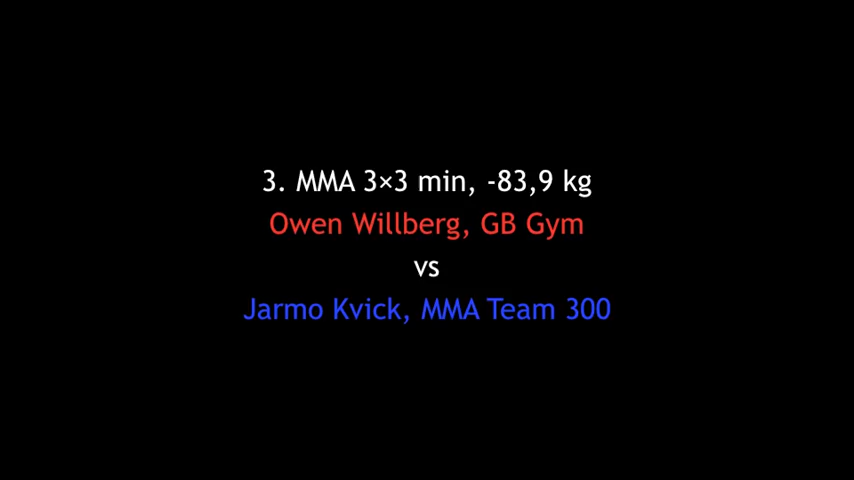 3. MMA 3×3 min, -83,9 kg
Owen Willberg, GB Gym
vs
Jarmo Kvick, MMA Team 300